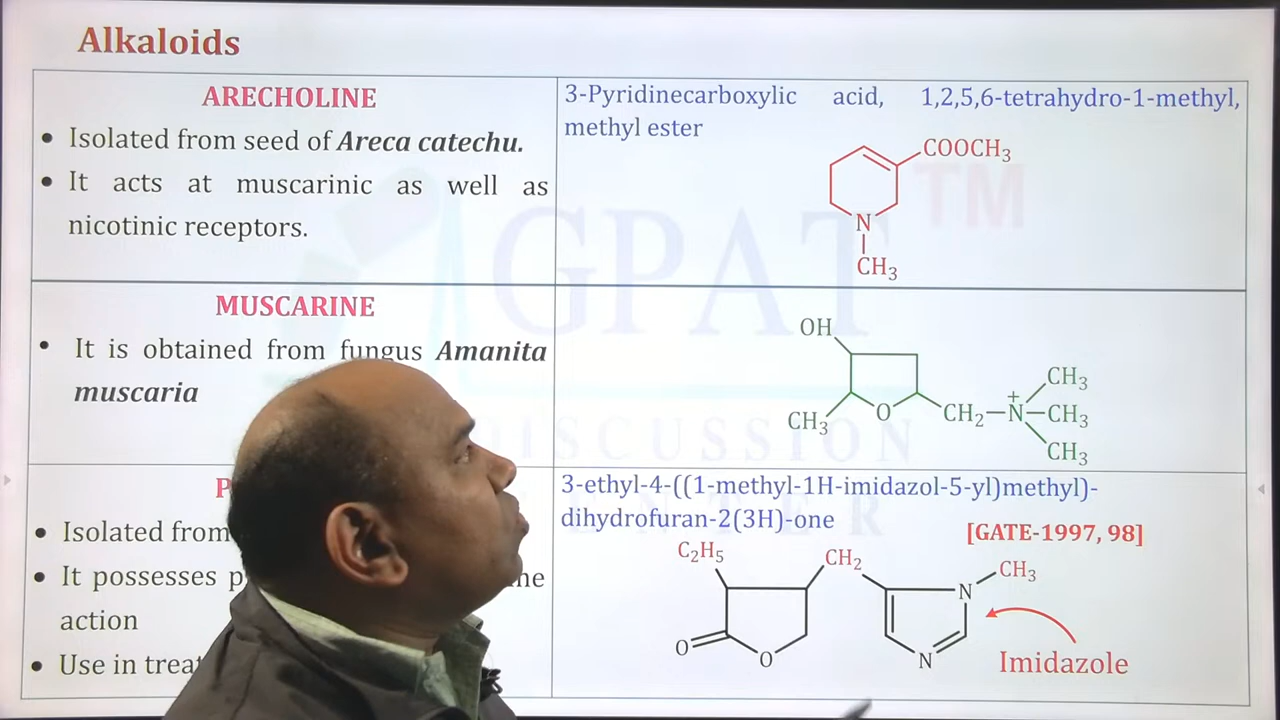 Alkaloids
ARECHOLINE
• Isolated from seed of Areca catechu.
• It acts at muscarinic as well as
nicotinic receptors.
3-Pyridinecarboxylic acid, 1,2,5,6-tetrahydro-1-methyl,
methyl ester
COOCH₃
N
CH₃
MUSCARINE
• It is obtained from fungus Amanita
muscaria
OH
CH₃
O
CH₂—N⁺—CH₃
CH₃
CH₃
• Isolated from
• It possesses
action
• Use in
3-ethyl-4-((1-methyl-1H-imidazol-5-yl)methyl)-
dihydrofuran-2(3H)-one
[GATE-1997, 98]
C₂H₅
CH₂
N
CH₃
O
O
N
Imidazole
GPAT
TM
DISCUSSION